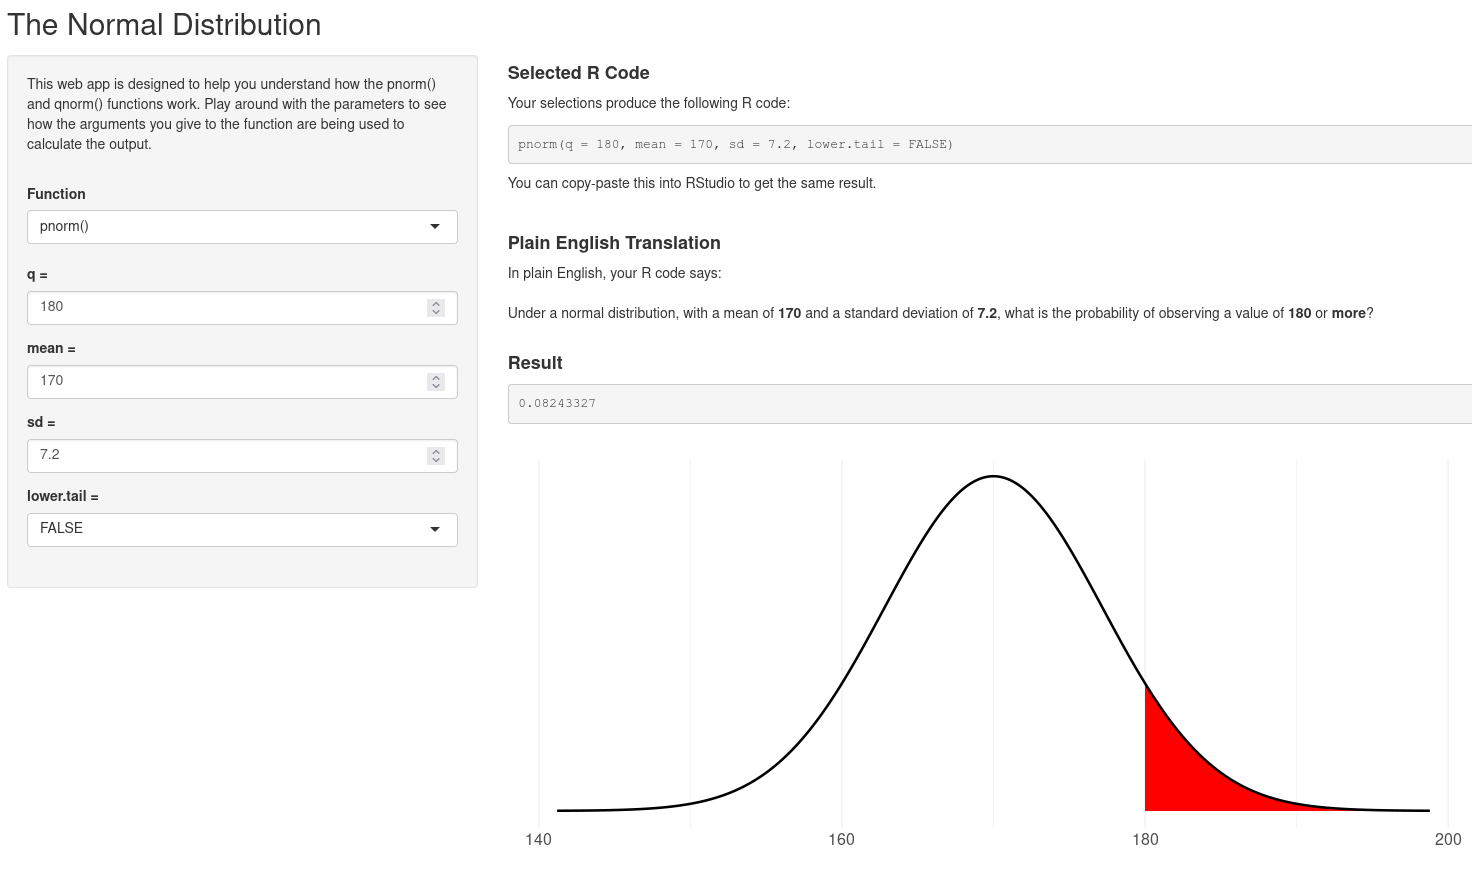 The Normal Distribution
This web app is designed to help you understand how the pnorm()
and qnorm() functions work. Play around with the parameters to see
how the arguments you give to the function are being used to
calculate the output.
Function
pnorm()
q =
180
mean =
170
sd =
7.2
lower.tail =
FALSE
Selected R Code
Your selections produce the following R code:
pnorm(q = 180, mean = 170, sd = 7.2, lower.tail = FALSE)
You can copy-paste this into RStudio to get the same result.
Plain English Translation
In plain English, your R code says:
Under a normal distribution, with a mean of 170 and a standard deviation of 7.2, what is the probability of observing a value of 180 or more?
Result
0.08243327
140 160 180 200